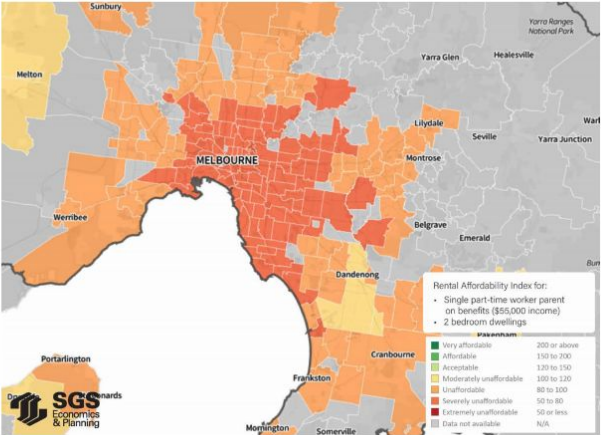 Sunbury
Yarra Ranges
National Park
Healesville
Yarra Glen
Melton
Lilydale
Seville
Yarra Junction
Montrose
MELBOURNE
Werribee
Belgrave
Emerald
Dandenong
Rental Affordability Index for:
• Single part-time worker parent
on benefits ($55,000 income)
• 2 bedroom dwellings
Pakenham
Very affordable 200 or above
Affordable 150 to 200
Acceptable 120 to 150
Moderately unaffordable 100 to 120
Unaffordable 80 to 100
Severely unaffordable 50 to 80
Extremely unaffordable 50 or less
Data not available N/A
Portarlington
Cranbourne
Frankston
SGS
Economics
& Planning
Mornington
Somerville